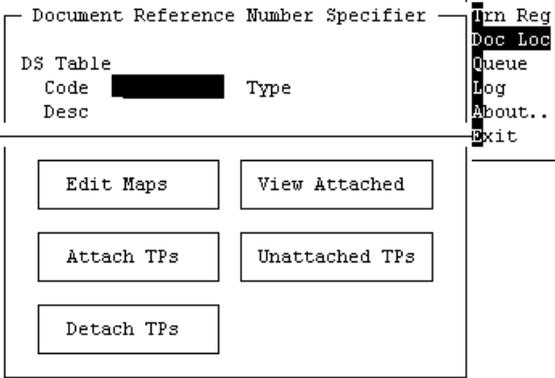 Document Reference Number Specifier
DS Table
Code
Type
Desc
Trn Reg
Doc Loc
Queue
Log
About..
Exit
Edit Maps
View Attached
Attach TPs
Unattached TPs
Detach TPs